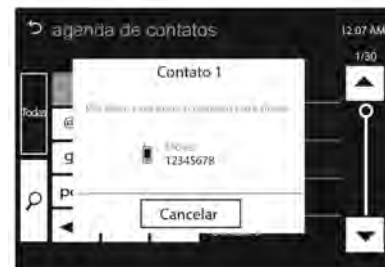 agenda de contatos
12:07 AM
1/30
Contato 1
Todas
@
g
12345678
p
Cancelar